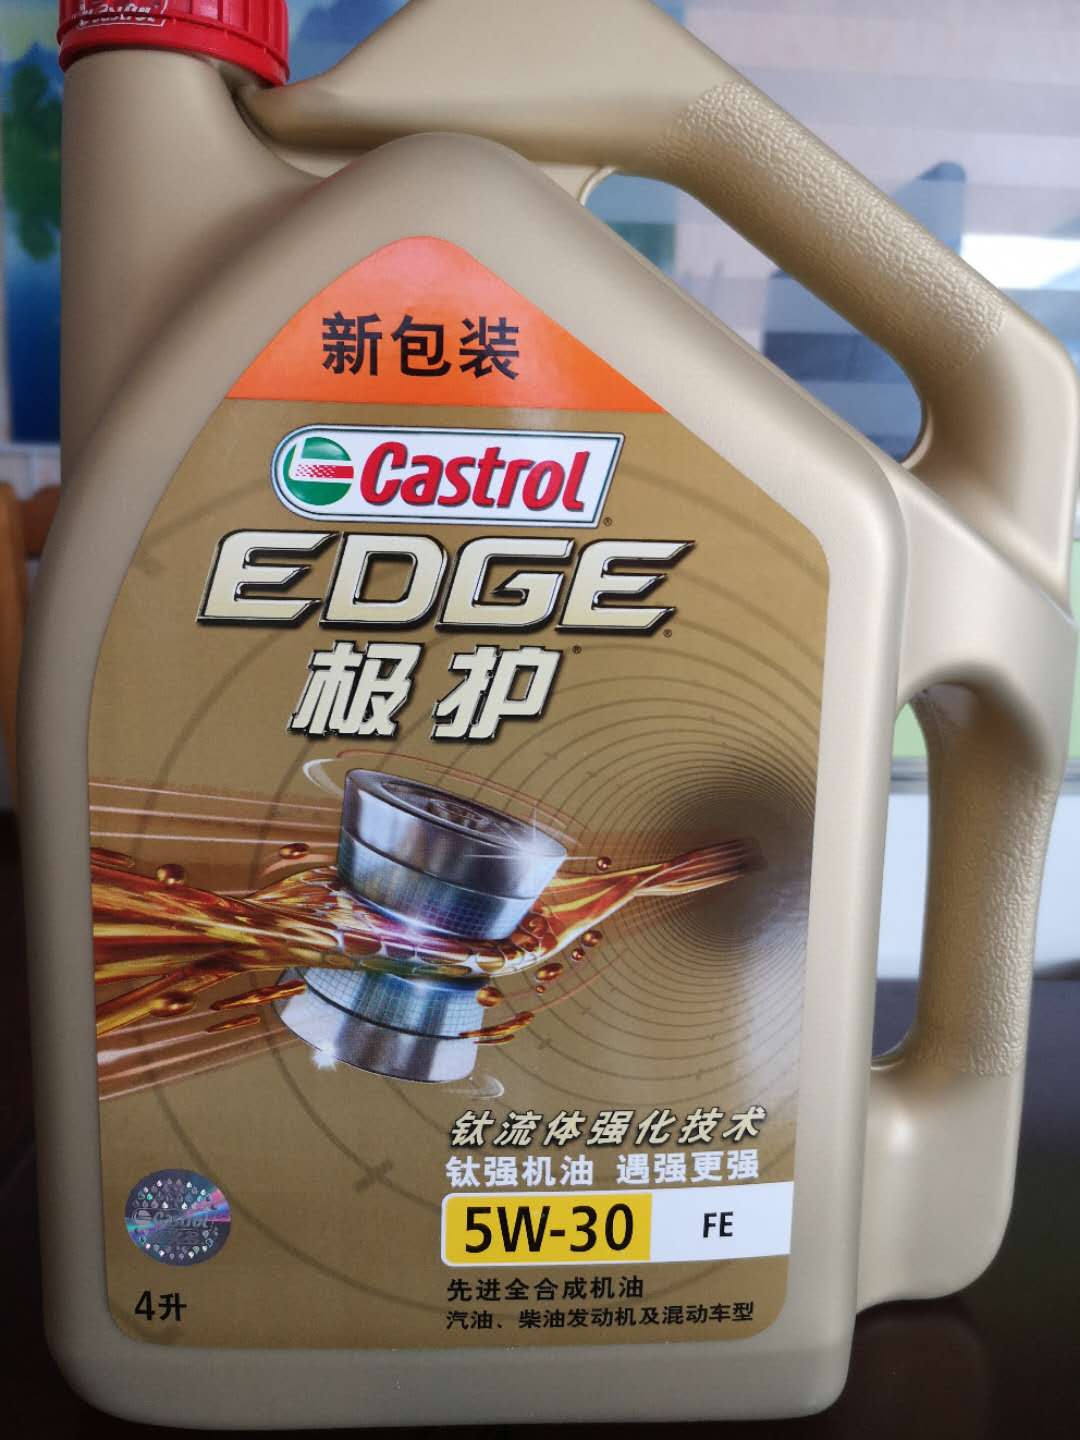 Castrol
新包装
Castrol
EDGE
极护
钛流体强化技术
钛强机油 遇强更强
5W-30 FE
Castrol
4升
先进全合成机油
汽油、柴油发动机及混动车型